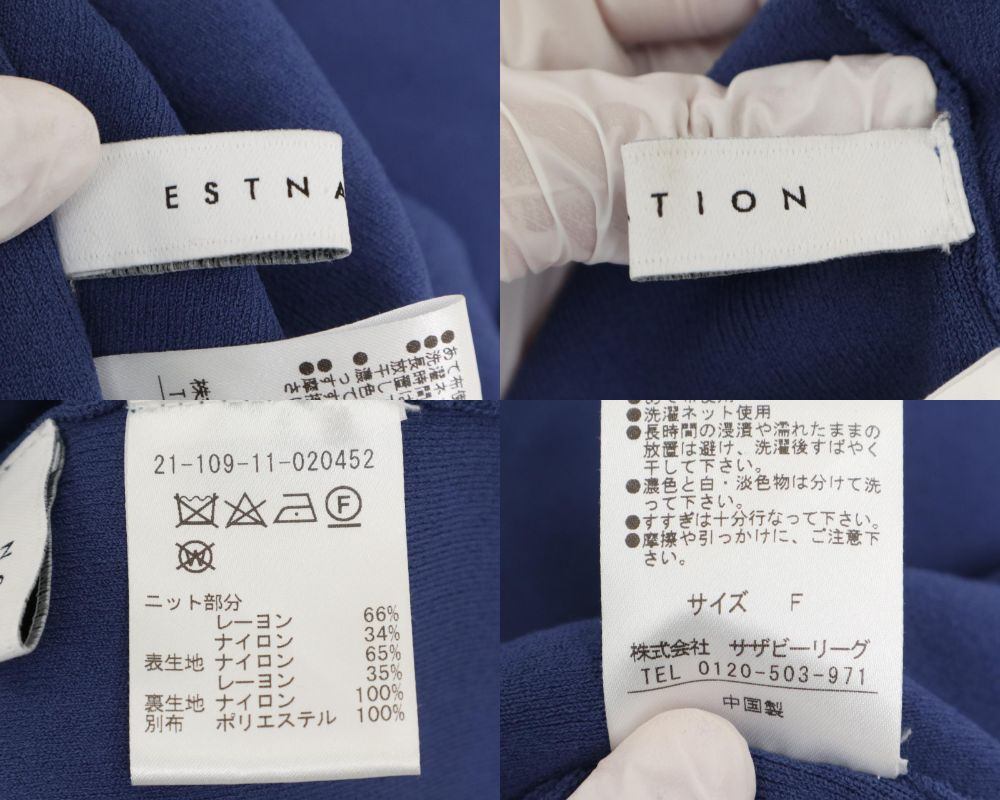 ESTNA
TION
21-109-11-020452
ニット部分
レーヨン 66%
ナイロン 34%
表生地 ナイロン 65%
レーヨン 35%
裏生地 ナイロン 100%
別布 ポリエステル 100%
●洗濯ネット使用
●長時間の浸漬や濡れたままの
放置は避け、洗濯後すばやく
干して下さい。
●濃色と白・淡色物は分けて洗
って下さい。
●すすぎは十分行なって下さい。
●摩擦や引っかけに、ご注意下
さい。
サイズ F
株式会社 サザビーリーグ
TEL 0120-503-971
中国製